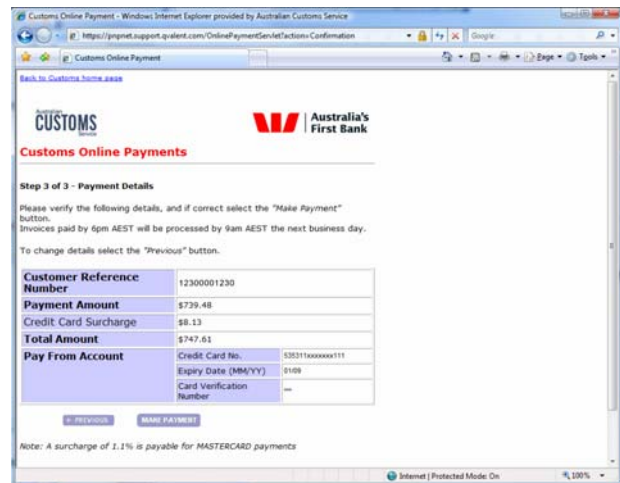 Customs Online Payment - Windows Internet Explorer provided by Australian Customs Service
https://pnpnet.support.qvalent.com/OnlinePaymentServlet?action=Confirmation
Google
Customs Online Payment
Page
Tools
Back to Customs home page
Australian
CUSTOMS
Service
Australia's
First Bank
Customs Online Payments
Step 3 of 3 - Payment Details
Please verify the following details, and if correct select the "Make Payment"
button.
Invoices paid by 6pm AEST will be processed by 9am AEST the next business day.
To change details select the "Previous" button.
Customer Reference
Number
12300001230
Payment Amount
$739.48
Credit Card Surcharge
$8.13
Total Amount
$747.61
Pay From Account
Credit Card No.
Expiry Date (MM/YY)
01/09
Card Verification
Number
PREVIOUS
MAKE PAYMENT
Note: A surcharge of 1.1% is payable for MASTERCARD payments
Internet | Protected Mode: On
100%